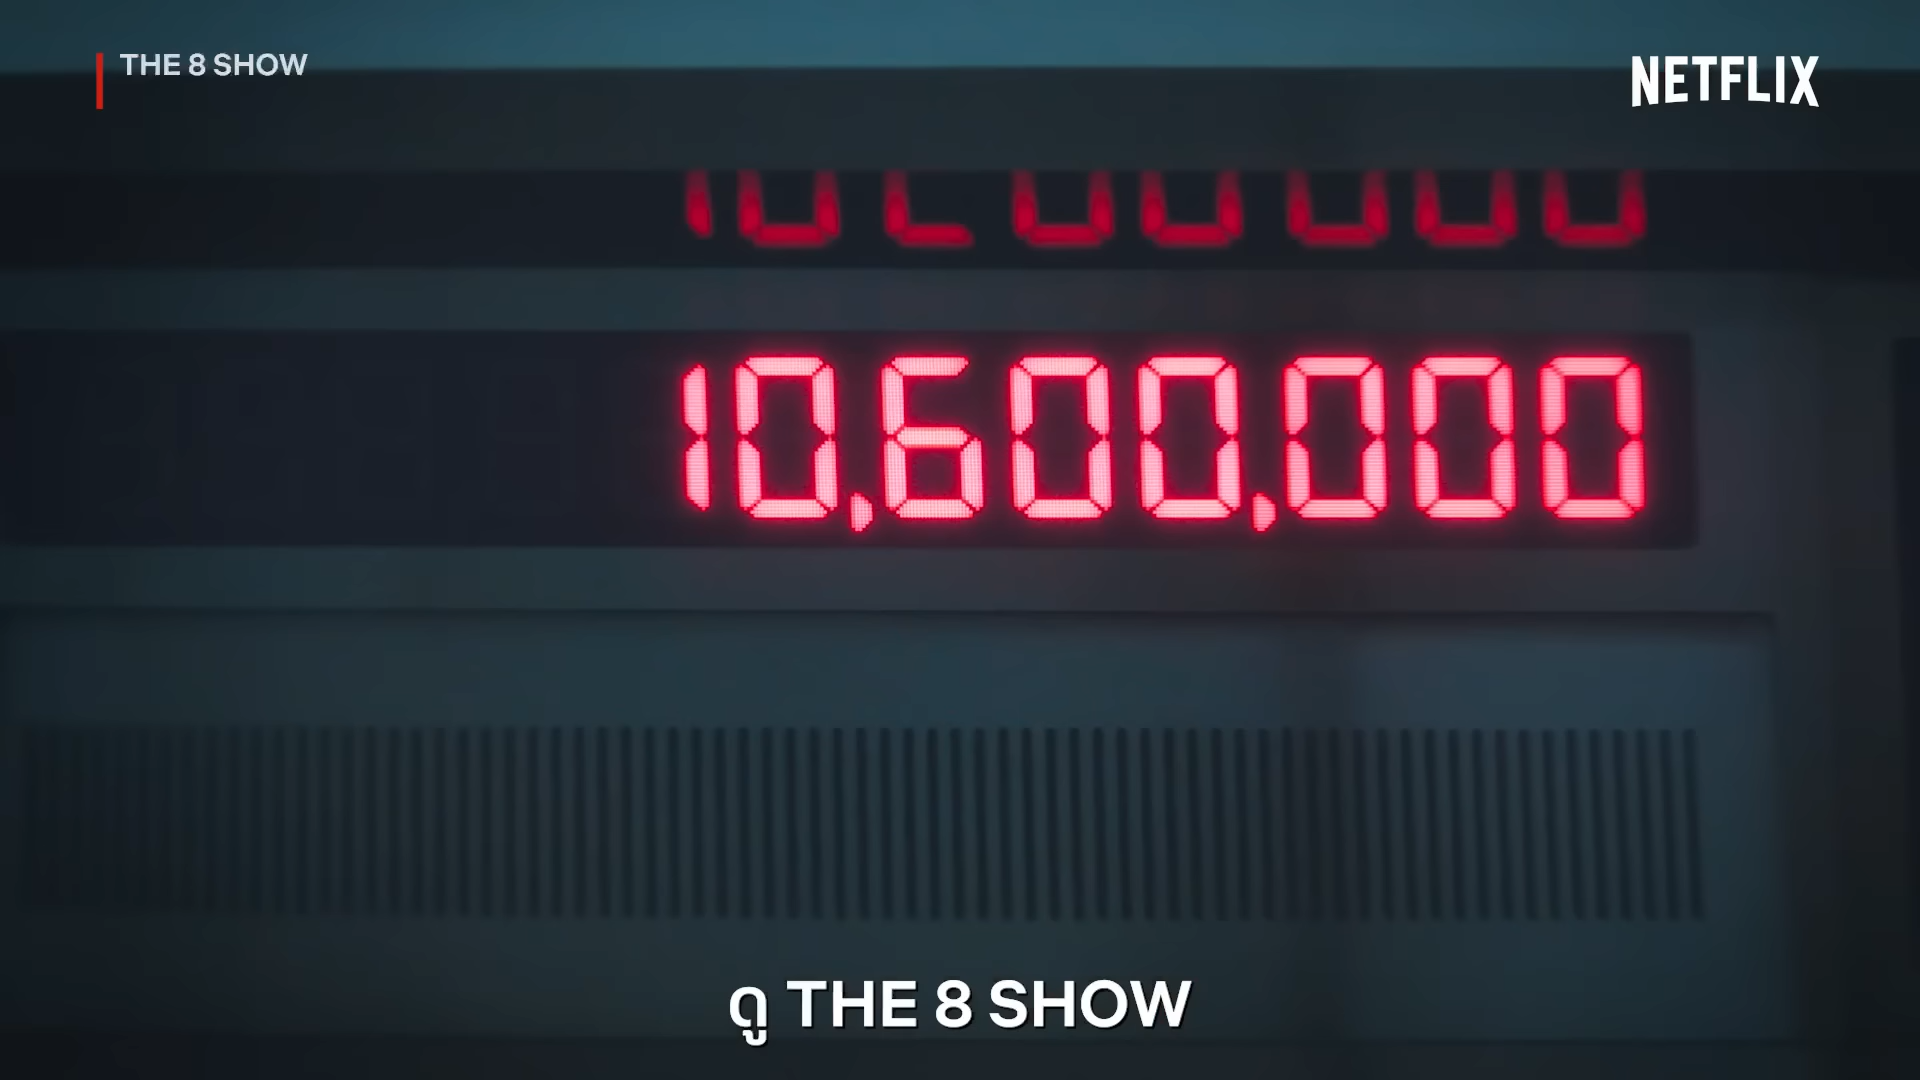 THE 8 SHOW
NETFLIX
10,600,000
ดู THE 8 SHOW